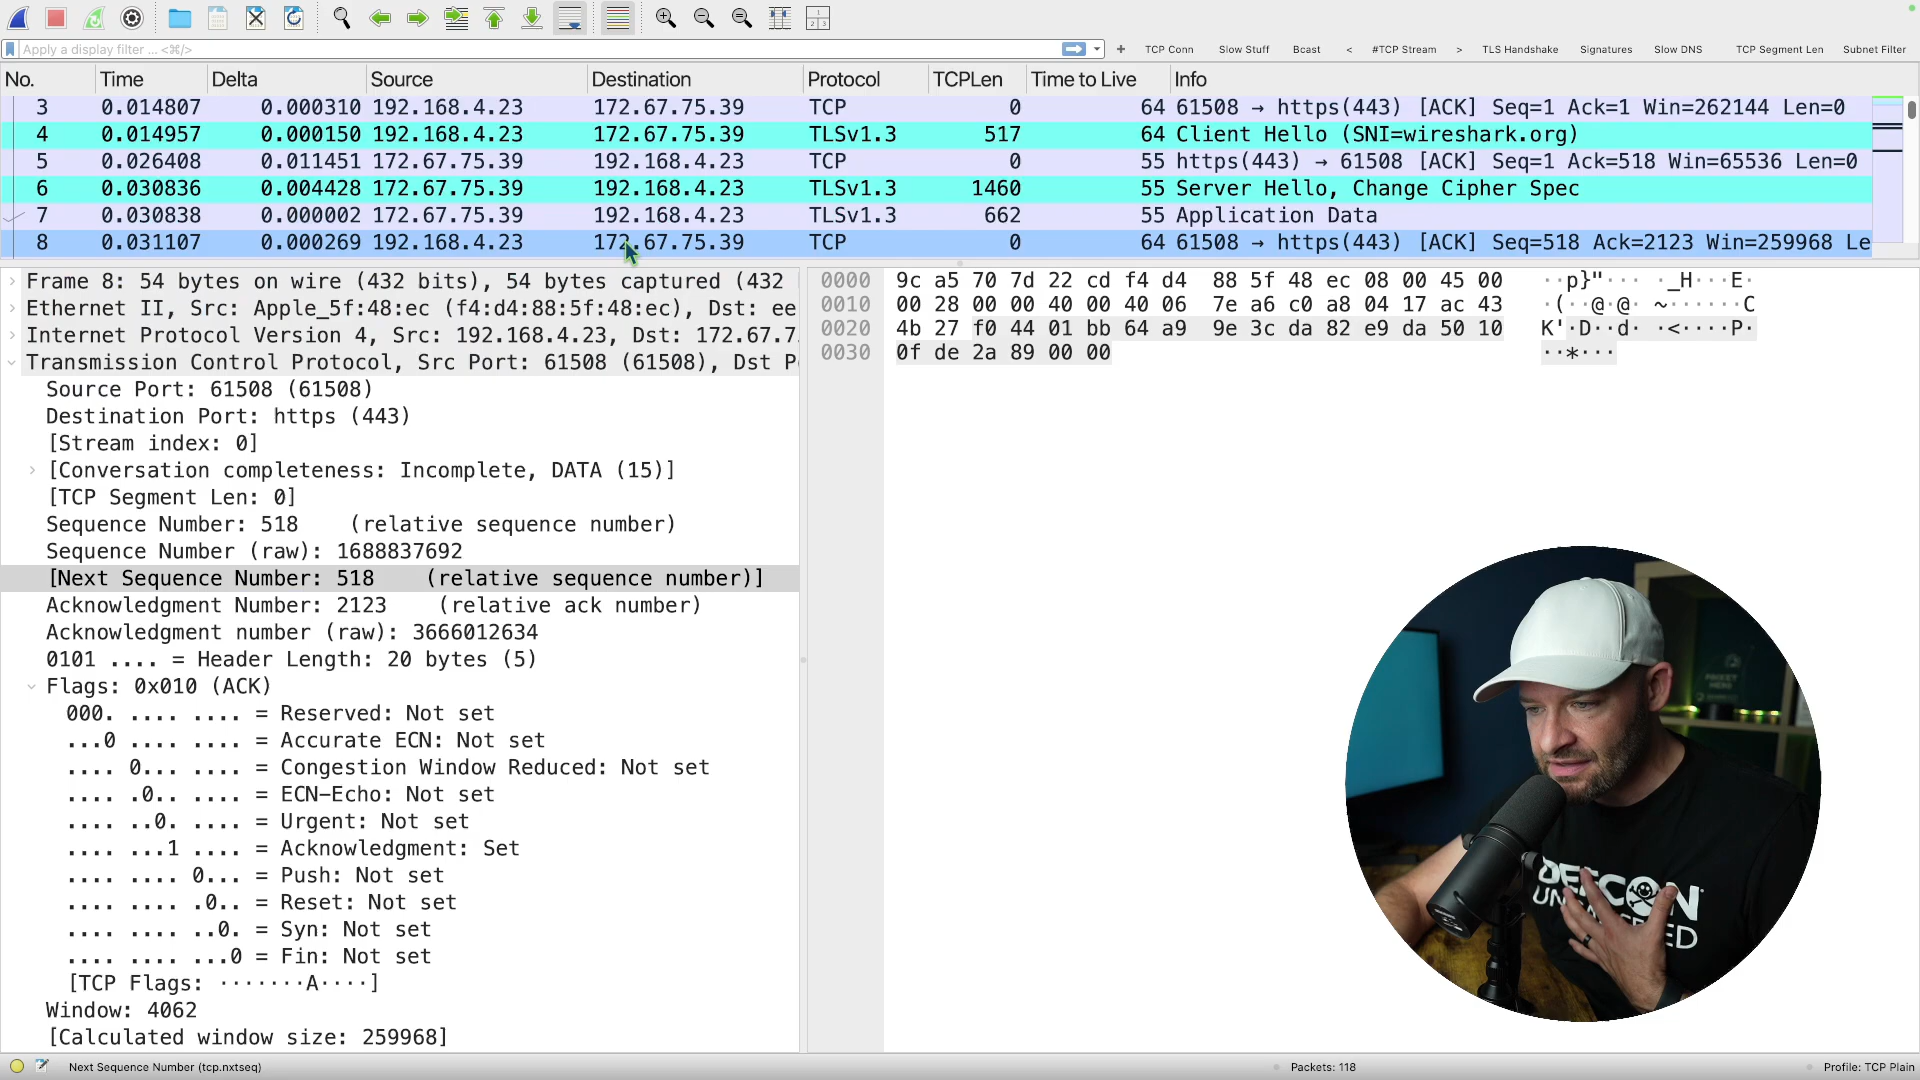 Apply a display filter ... <⌘/>
+ TCP Conn Slow Stuff Bcast < #TCP Stream > TLS Handshake Signatures Slow DNS TCP Segment Len Subnet Filter
No. Time Delta Source Destination Protocol TCPLen Time to Live Info
3 0.014807 0.000310 192.168.4.23 172.67.75.39 TCP 0 64 61508 → https(443) [ACK] Seq=1 Ack=1 Win=262144 Len=0
4 0.014957 0.000150 192.168.4.23 172.67.75.39 TLSv1.3 517 64 Client Hello (SNI=wireshark.org)
5 0.026408 0.011451 172.67.75.39 192.168.4.23 TCP 0 55 https(443) → 61508 [ACK] Seq=1 Ack=518 Win=65536 Len=0
6 0.030836 0.004428 172.67.75.39 192.168.4.23 TLSv1.3 1460 55 Server Hello, Change Cipher Spec
7 0.030838 0.000002 172.67.75.39 192.168.4.23 TLSv1.3 662 55 Application Data
8 0.031107 0.000269 192.168.4.23 172.67.75.39 TCP 0 64 61508 → https(443) [ACK] Seq=518 Ack=2123 Win=259968 Le
Frame 8: 54 bytes on wire (432 bits), 54 bytes captured (432
Ethernet II, Src: Apple_5f:48:ec (f4:d4:88:5f:48:ec), Dst: ee
Internet Protocol Version 4, Src: 192.168.4.23, Dst: 172.67.7
Transmission Control Protocol, Src Port: 61508 (61508), Dst P
Source Port: 61508 (61508)
Destination Port: https (443)
[Stream index: 0]
[Conversation completeness: Incomplete, DATA (15)]
[TCP Segment Len: 0]
Sequence Number: 518 (relative sequence number)
Sequence Number (raw): 1688837692
[Next Sequence Number: 518 (relative sequence number)]
Acknowledgment Number: 2123 (relative ack number)
Acknowledgment number (raw): 3666012634
0101 .... = Header Length: 20 bytes (5)
Flags: 0x010 (ACK)
000. .... .... = Reserved: Not set
...0 .... .... = Accurate ECN: Not set
.... 0... .... = Congestion Window Reduced: Not set
.... .0.. .... = ECN-Echo: Not set
.... ..0. .... = Urgent: Not set
.... ...1 .... = Acknowledgment: Set
.... .... 0... = Push: Not set
.... .... .0.. = Reset: Not set
.... .... ..0. = Syn: Not set
.... .... ...0 = Fin: Not set
[TCP Flags: ·······A····]
Window: 4062
[Calculated window size: 259968]
0000 9c a5 70 7d 22 cd f4 d4 88 5f 48 ec 08 00 45 00 ··p}"··· ·_H···E·
0010 00 28 00 00 40 00 40 06 7e a6 c0 a8 04 17 ac 43 ·(··@·@· ~······C
0020 4b 27 f0 44 01 bb 64 a9 9e 3c da 82 e9 da 50 10 K'·D··d· ·<····P·
0030 0f de 2a 89 00 00 ··*···
DEFCON
Next Sequence Number (tcp.nxtseq)
Packets: 118
Profile: TCP Plain